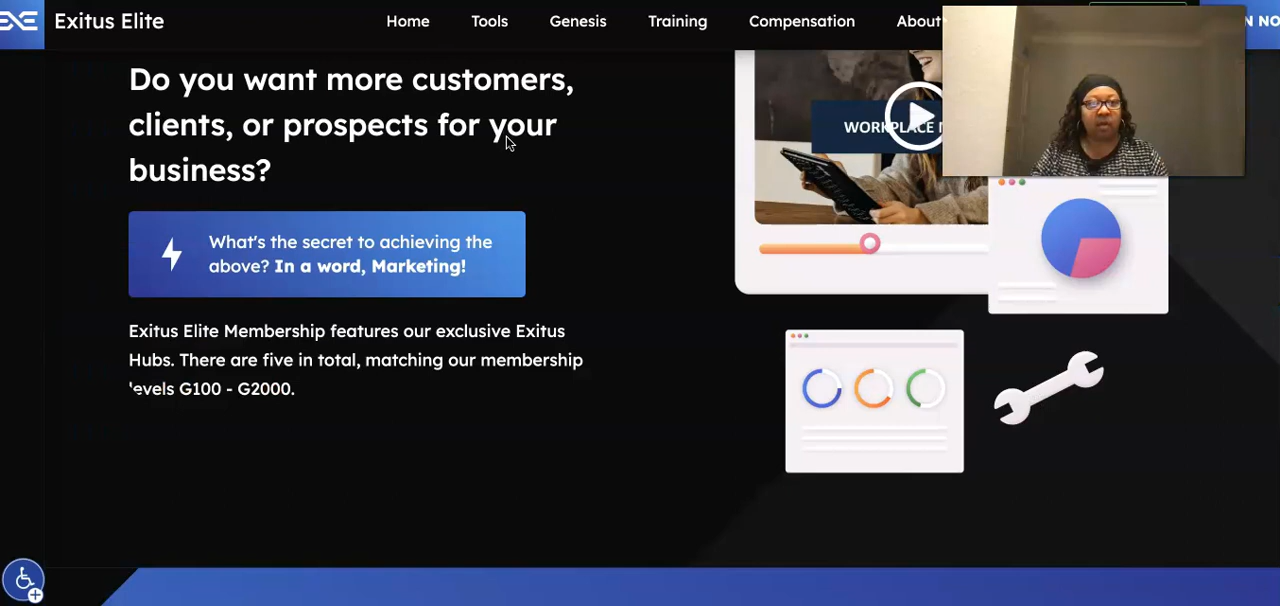 Exitus Elite
Home Tools Genesis Training Compensation About
N NO
Do you want more customers,
clients, or prospects for your
business?
WORKPLACE
What's the secret to achieving the
above? In a word, Marketing!
Exitus Elite Membership features our exclusive Exitus
Hubs. There are five in total, matching our membership
levels G100 - G2000.